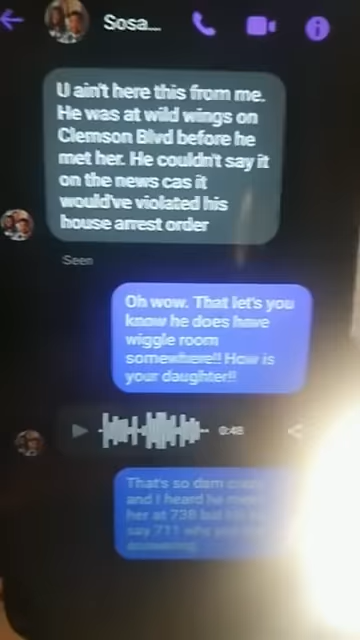 Sosa...
U ain't here this from me.
He was at wild wings on
Clemson Blvd before he
met her. He couldn't say it
on the news cas it
would've violated his
house arrest order
Seen
Oh wow. That let's you
know he does have
wiggle room
somewhere!! How is
your daughter!!
0:48
That's so dam
and I heard he
her at 738 but
say 711